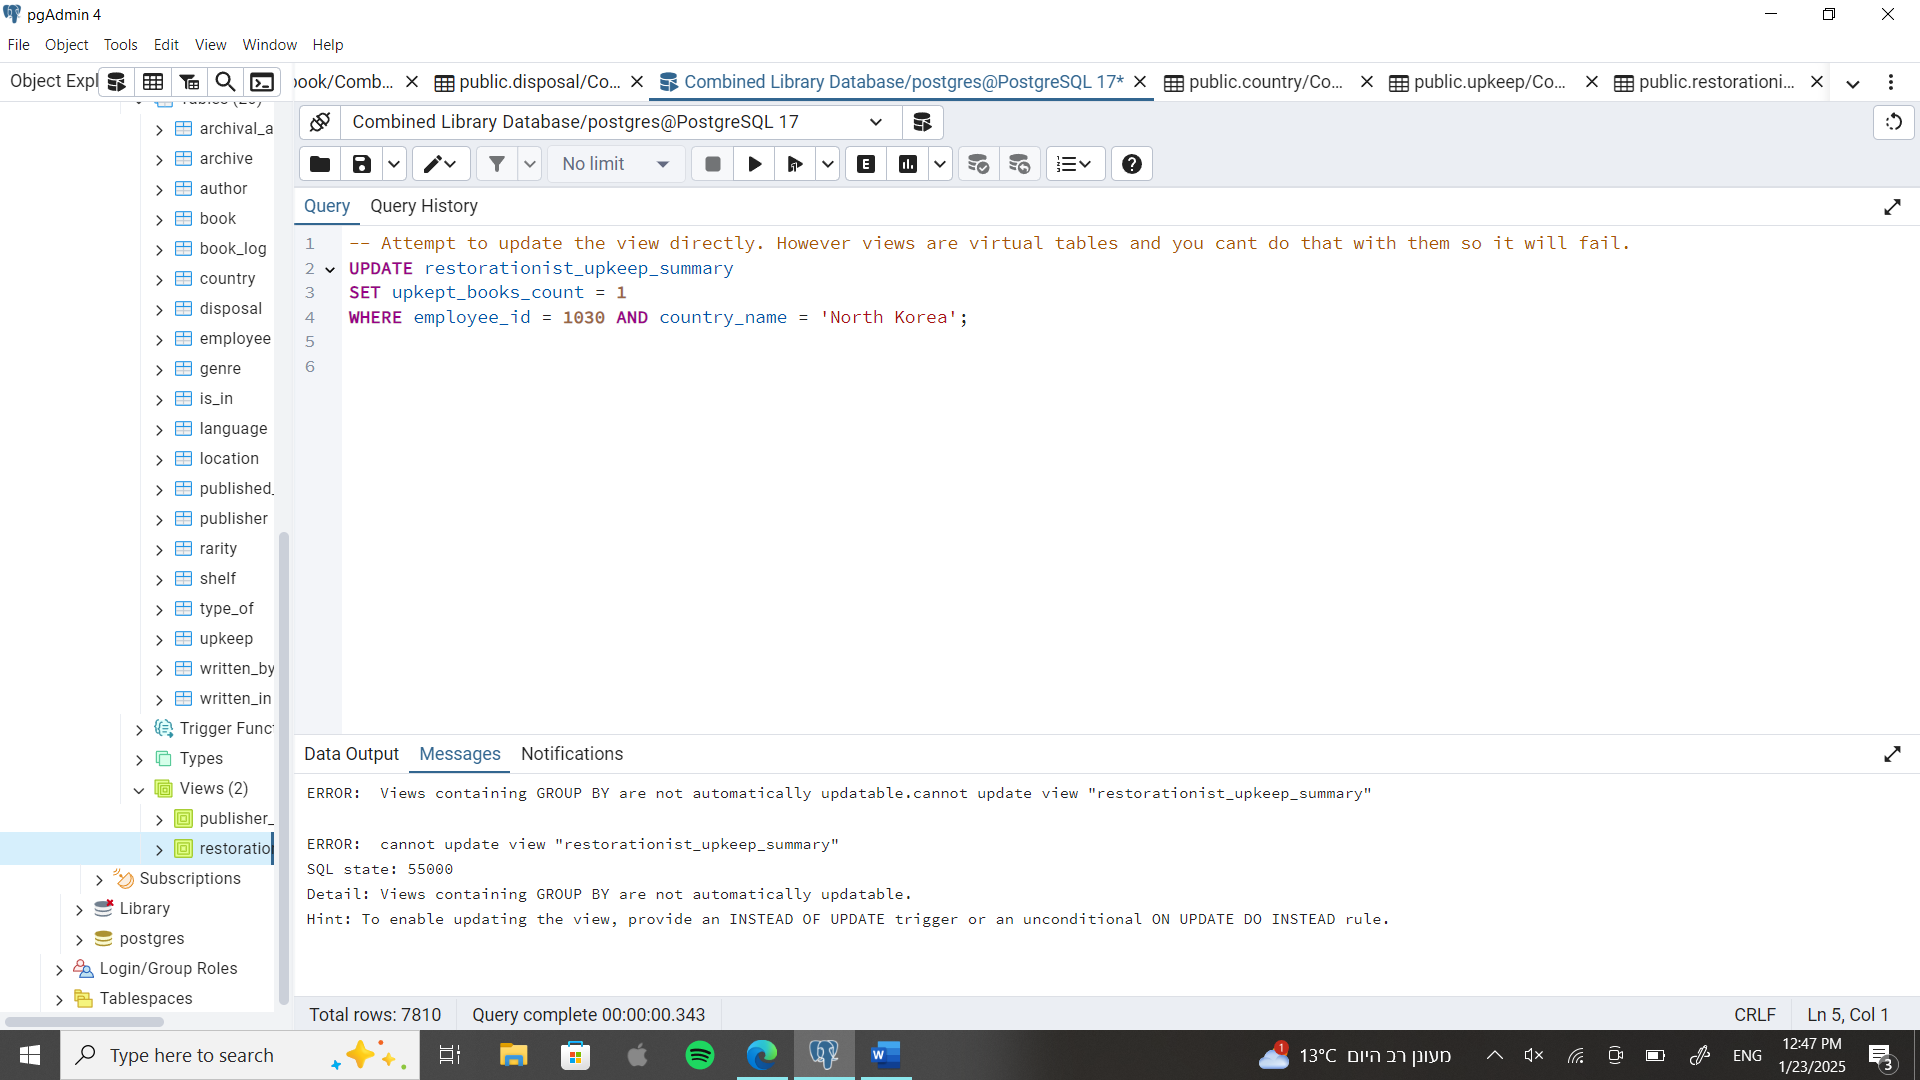 pgAdmin 4
File Object Tools Edit View Window Help
Object Expl
book/Comb...
public.disposal/Co...
Combined Library Database/postgres@PostgreSQL 17*
public.country/Co...
public.upkeep/Co...
public.restorationi...
Combined Library Database/postgres@PostgreSQL 17
No limit
E
Query Query History
1 -- Attempt to update the view directly. However views are virtual tables and you cant do that with them so it will fail.
2 UPDATE restorationist_upkeep_summary
3 SET upkept_books_count = 1
4 WHERE employee_id = 1030 AND country_name = 'North Korea';
5
6
archival_a
archive
author
book
book_log
country
disposal
employee
genre
is_in
language
location
published_
publisher
rarity
shelf
type_of
upkeep
written_by
written_in
Trigger Func
Types
Views (2)
publisher_
restoration
Subscriptions
Library
postgres
Login/Group Roles
Tablespaces
Data Output Messages Notifications
ERROR:  Views containing GROUP BY are not automatically updatable.cannot update view "restorationist_upkeep_summary"
ERROR:  cannot update view "restorationist_upkeep_summary"
SQL state: 55000
Detail: Views containing GROUP BY are not automatically updatable.
Hint: To enable updating the view, provide an INSTEAD OF UPDATE trigger or an unconditional ON UPDATE DO INSTEAD rule.
Total rows: 7810
Query complete 00:00:00.343
CRLF
Ln 5, Col 1
Type here to search
W
1
13°C
מעונן רב היום
ENG
12:47 PM
1/23/2025
3